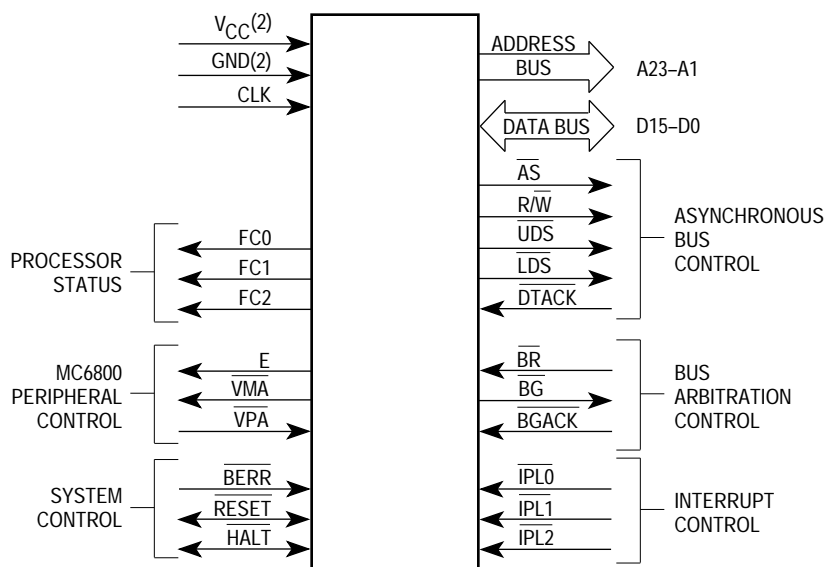 VCC(2)
GND(2)
CLK
ADDRESS
BUS
A23–A1
DATA BUS
D15–D0
AS
R/W
UDS
LDS
DTACK
ASYNCHRONOUS
BUS
CONTROL
PROCESSOR
STATUS
FC0
FC1
FC2
MC6800
PERIPHERAL
CONTROL
E
VMA
VPA
BR
BG
BGACK
BUS
ARBITRATION
CONTROL
SYSTEM
CONTROL
BERR
RESET
HALT
IPL0
IPL1
IPL2
INTERRUPT
CONTROL